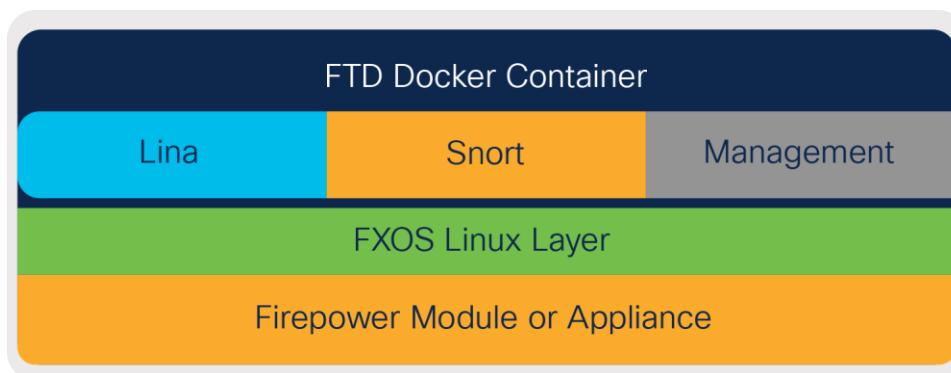 FTD Docker Container
Lina
Snort
Management
FXOS Linux Layer
Firepower Module or Appliance